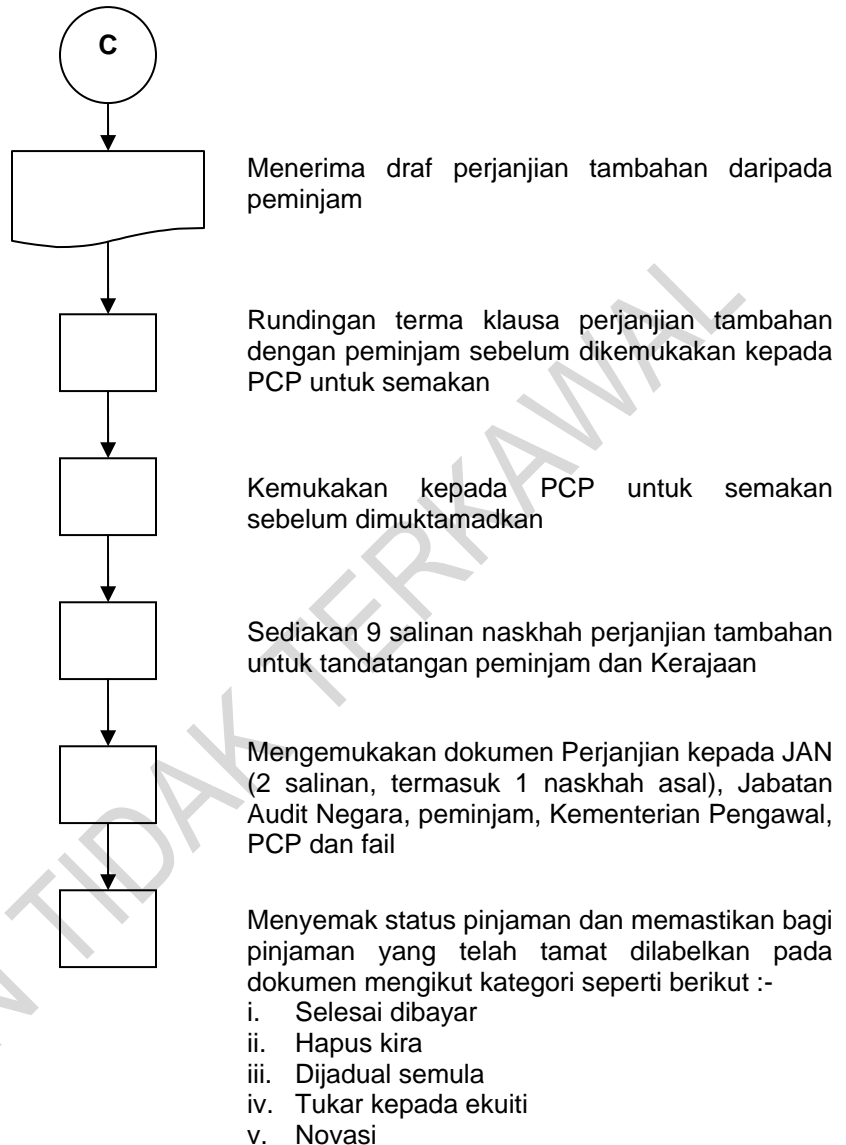 C
Menerima draf perjanjian tambahan daripada
peminjam
Rundingan terma klausa perjanjian tambahan
dengan peminjam sebelum dikemukakan kepada
PCP untuk semakan
Kemukakan kepada PCP untuk semakan
sebelum dimuktamadkan
Sediakan 9 salinan naskhah perjanjian tambahan
untuk tandatangan peminjam dan Kerajaan
Mengemukakan dokumen Perjanjian kepada JAN
(2 salinan, termasuk 1 naskhah asal), Jabatan
Audit Negara, peminjam, Kementerian Pengawal,
PCP dan fail
Menyemak status pinjaman dan memastikan bagi
pinjaman yang telah tamat dilabelkan pada
dokumen mengikut kategori seperti berikut :-
i. Selesai dibayar
ii. Hapus kira
iii. Dijadual semula
iv. Tukar kepada ekuiti
v. Novasi
N TIDAK TERKAWAL